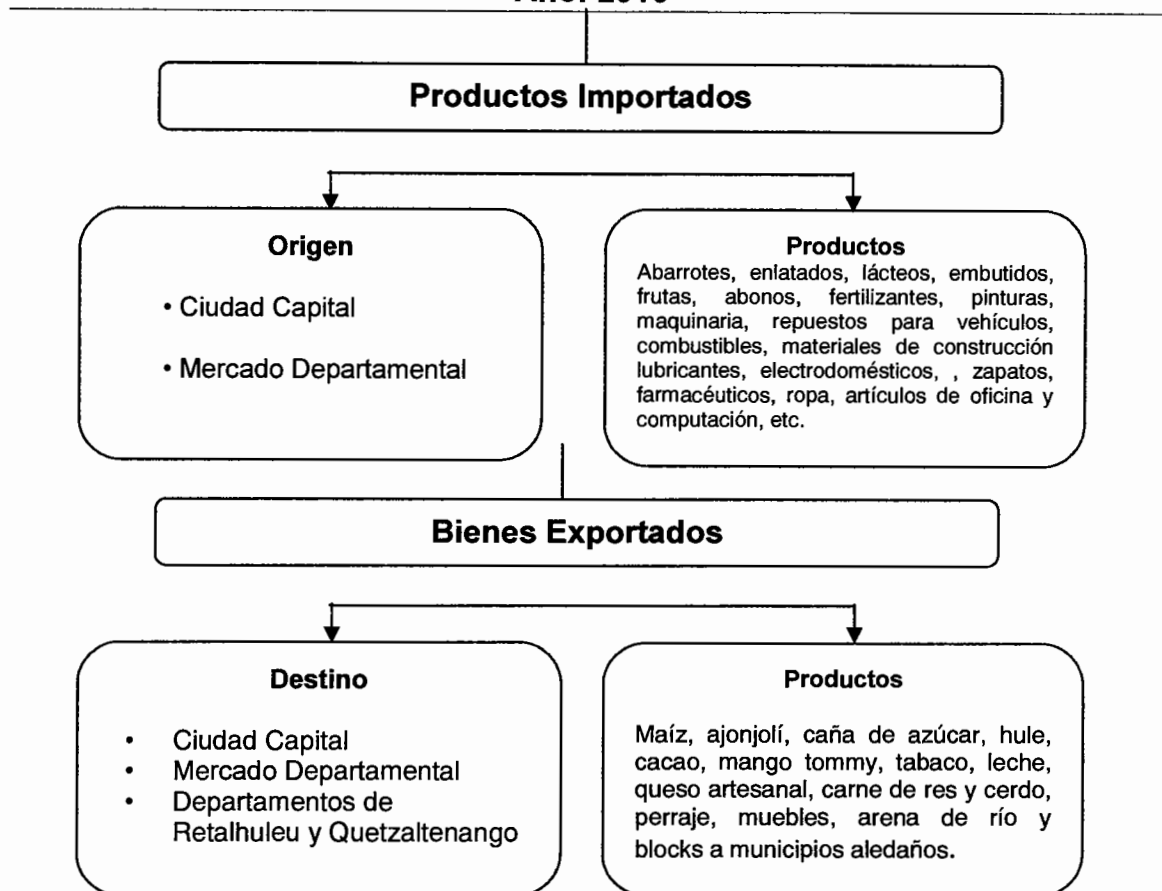 Productos Importados
Origen
• Ciudad Capital
• Mercado Departamental
Productos
Abarrotes, enlatados, lácteos, embutidos,
frutas, abonos, fertilizantes, pinturas,
maquinaria, repuestos para vehículos,
combustibles, materiales de construcción
lubricantes, electrodomésticos, , zapatos,
farmacéuticos, ropa, artículos de oficina y
computación, etc.
Bienes Exportados
Destino
• Ciudad Capital
• Mercado Departamental
• Departamentos de
Retalhuleu y Quetzaltenango
Productos
Maíz, ajonjolí, caña de azúcar, hule,
cacao, mango tommy, tabaco, leche,
queso artesanal, carne de res y cerdo,
perraje, muebles, arena de río y
blocks a municipios aledaños.